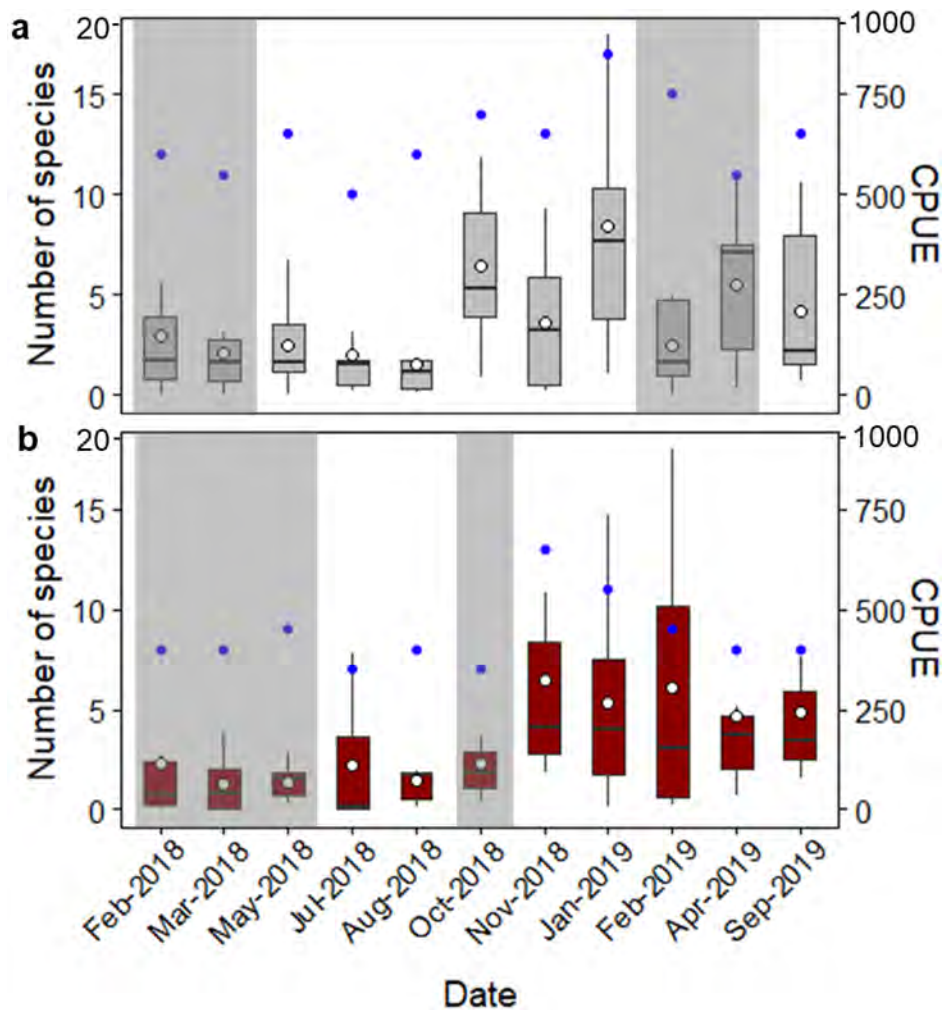 a
Number of species
20
15
10
5
0
1000
750
500
250
0
CPUE
b
Number of species
20
15
10
5
0
1000
750
500
250
0
CPUE
Feb-2018
Mar-2018
May-2018
Jul-2018
Aug-2018
Oct-2018
Nov-2018
Jan-2019
Feb-2019
Apr-2019
Sep-2019
Date